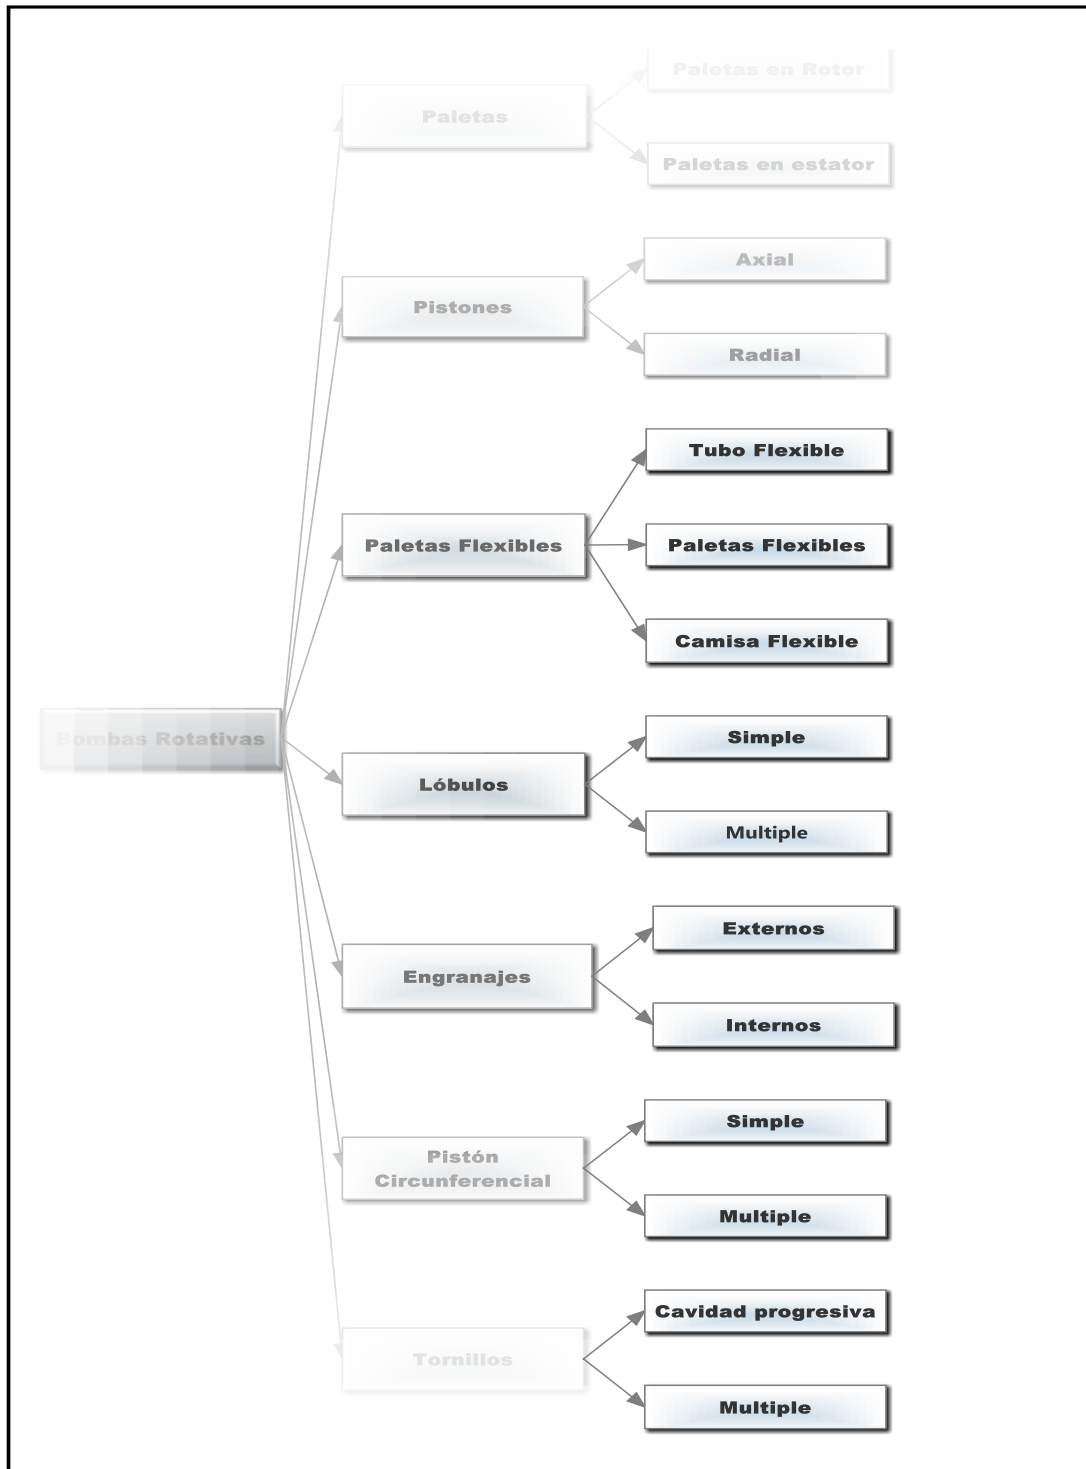 Paletas en Rotor
Paletas
Paletas en estator
Axial
Pistones
Radial
Tubo Flexible
Paletas Flexibles
Paletas Flexibles
Camisa Flexible
Bombas Rotativas
Simple
Lóbulos
Multiple
Externos
Engranajes
Internos
Simple
Pistón
Circunferencial
Multiple
Cavidad progresiva
Tornillos
Multiple